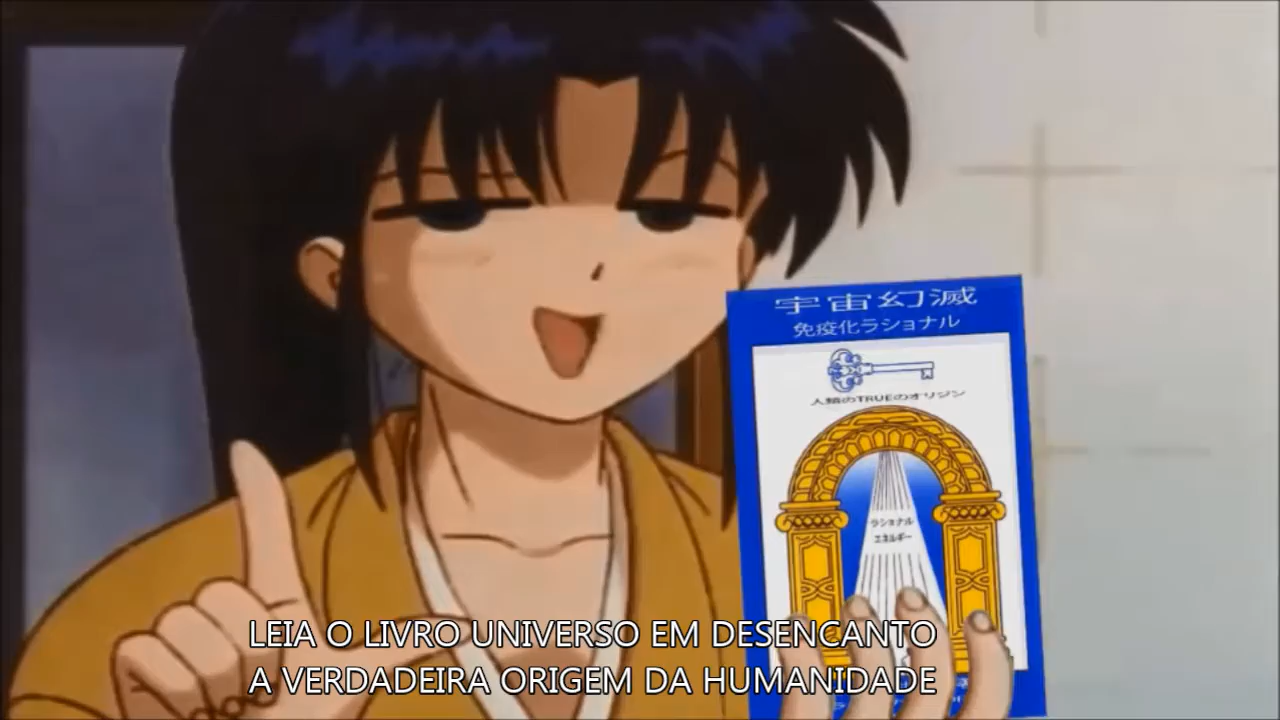 宇宙幻滅
免疫化ラショナル
人類のTRUEのオリジン
ラショナル
エネルギー
LEIA O LIVRO UNIVERSO EM DESENCANTO
A VERDADEIRA ORIGEM DA HUMANIDADE